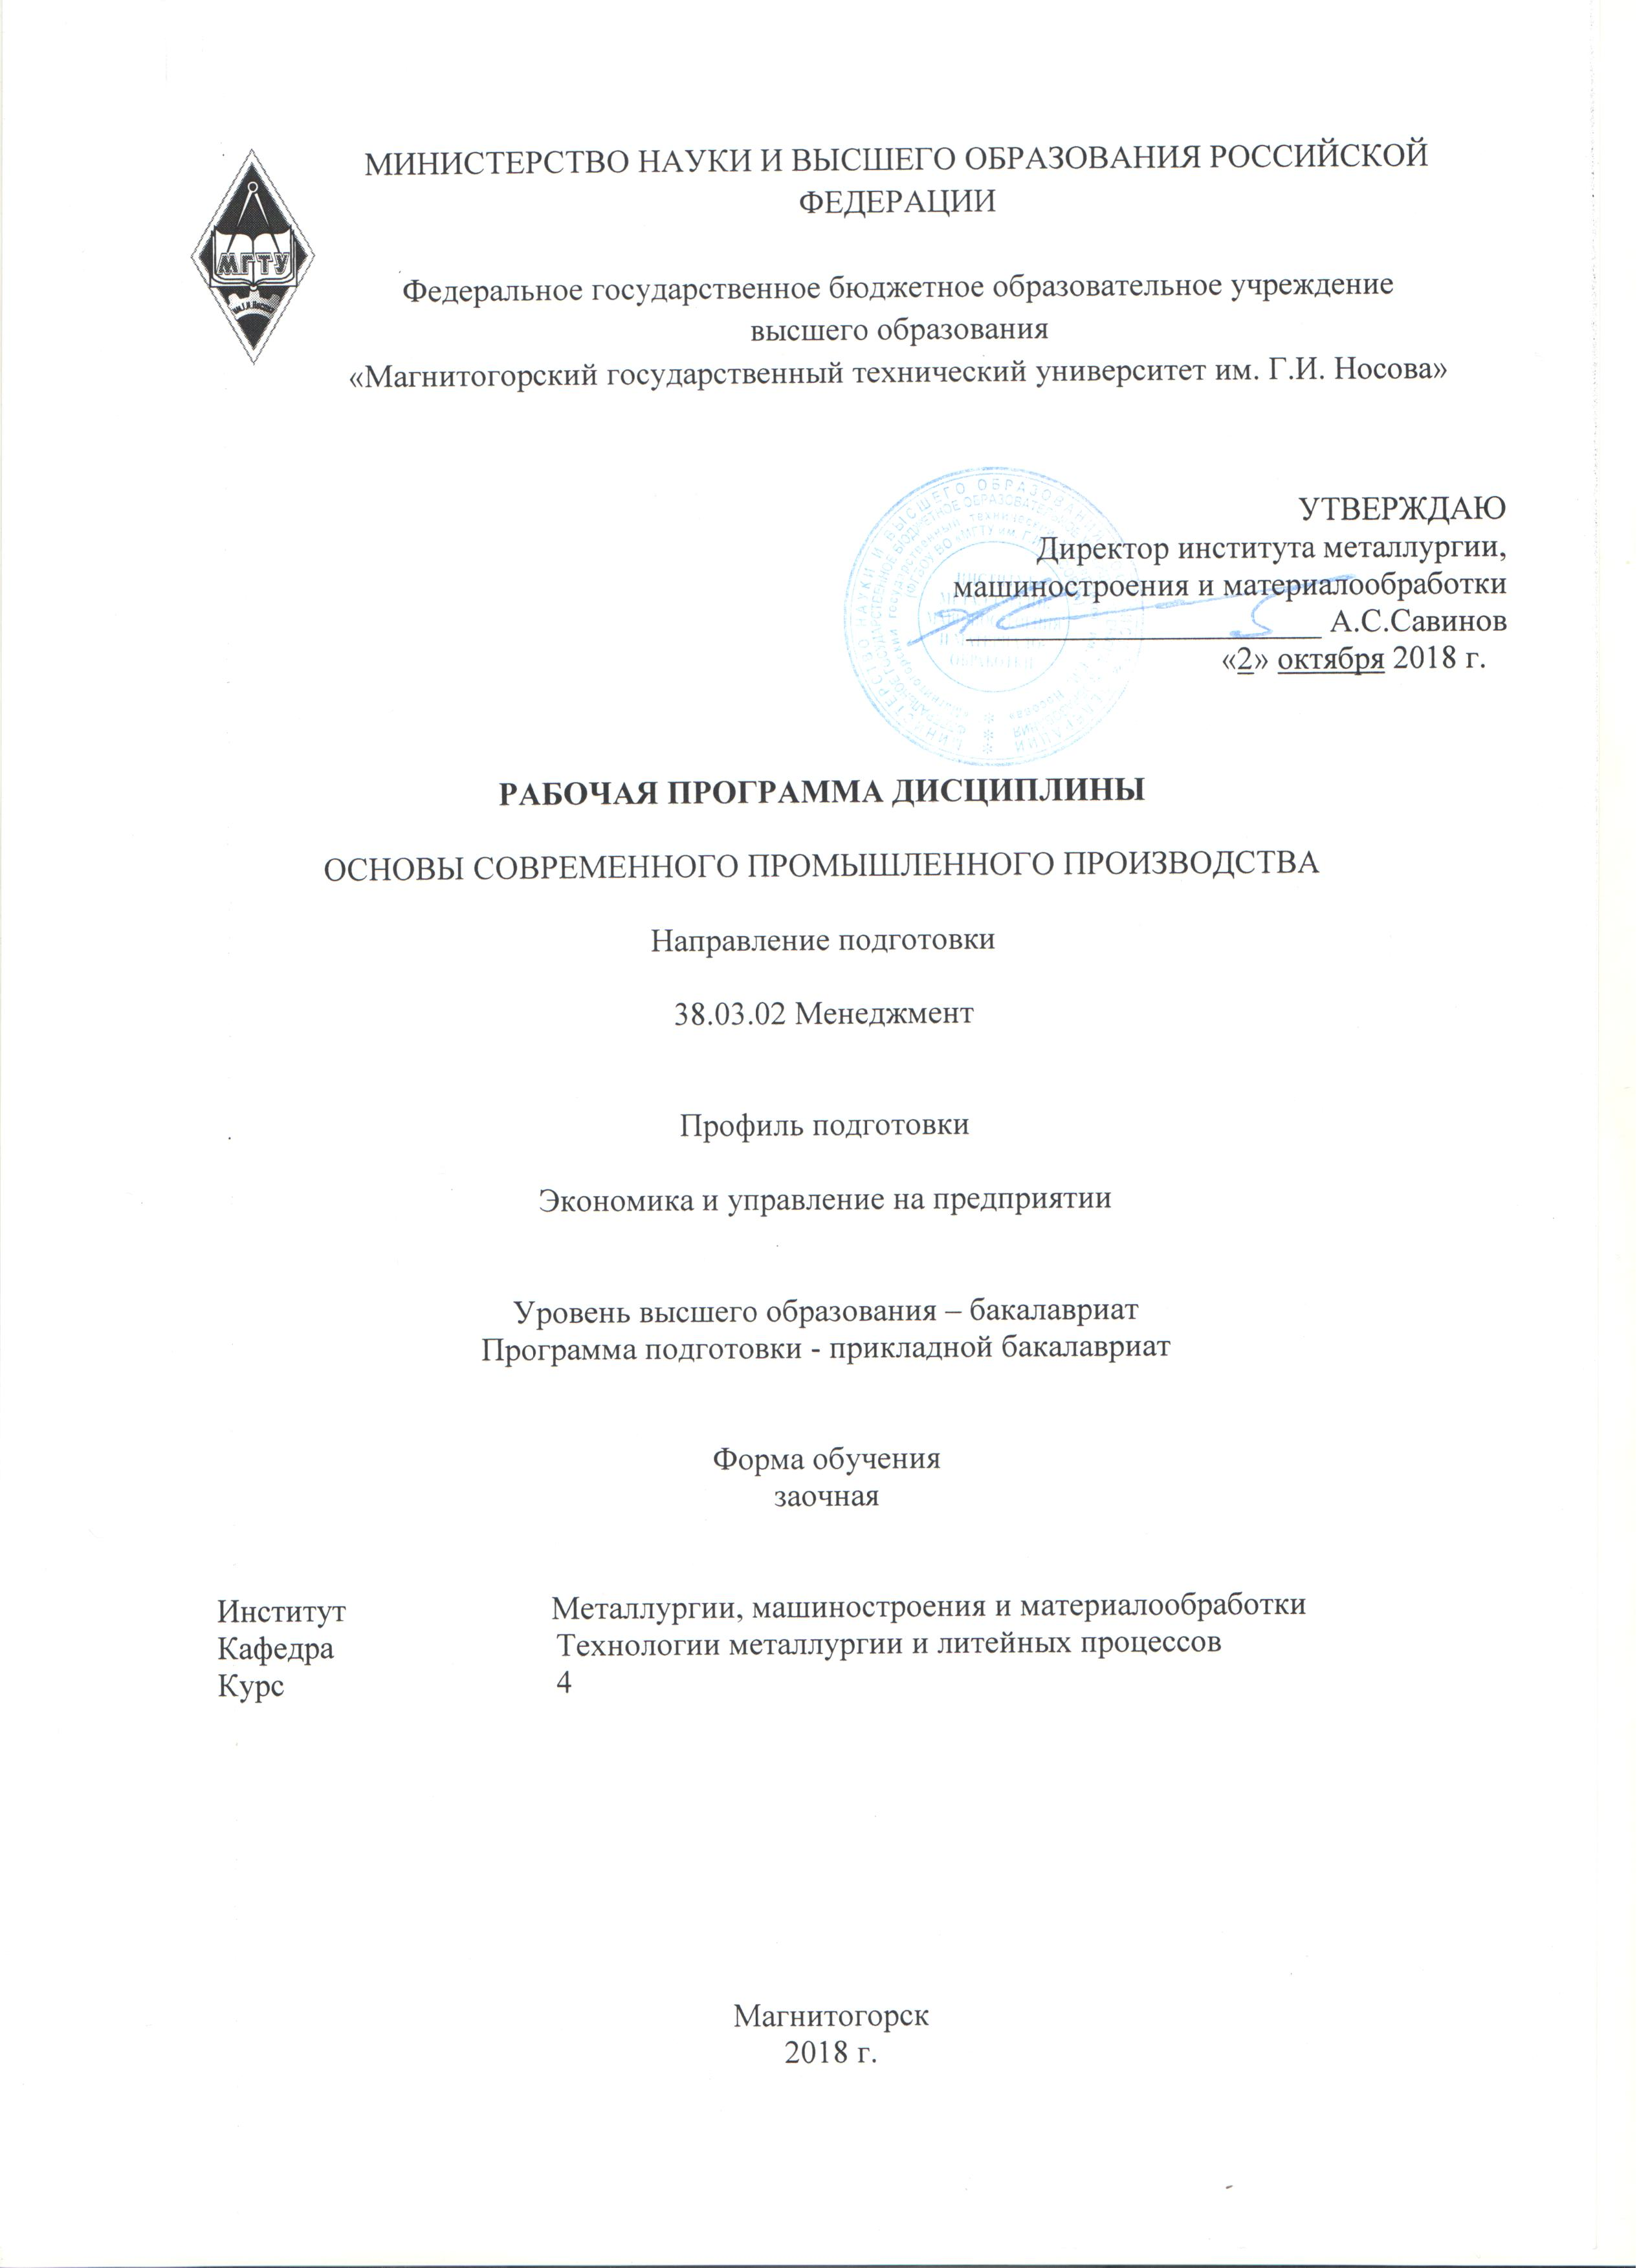 МИНИСТЕРСТВО НАУКИ И ВЫСШЕГО ОБРАЗОВАНИЯ РОССИЙСКОЙ
ФЕДЕРАЦИИ
МГТУ
Федеральное государственное бюджетное образовательное учреждение
высшего образования
«Магнитогорский государственный технический университет им. Г.И. Носова»
УТВЕРЖДАЮ
Директор института металлургии,
машиностроения и материалообработки
А.С.Савинов
«2» октября 2018 г.
РАБОЧАЯ ПРОГРАММА ДИСЦИПЛИНЫ
ОСНОВЫ СОВРЕМЕННОГО ПРОМЫШЛЕННОГО ПРОИЗВОДСТВА
Направление подготовки
38.03.02 Менеджмент
Профиль подготовки
Экономика и управление на предприятии
Уровень высшего образования – бакалавриат
Программа подготовки - прикладной бакалавриат
Форма обучения
заочная
Институт Металлургии, машиностроения и материалообработки
Кафедра Технологии металлургии и литейных процессов
Курс 4
Магнитогорск
2018 г.